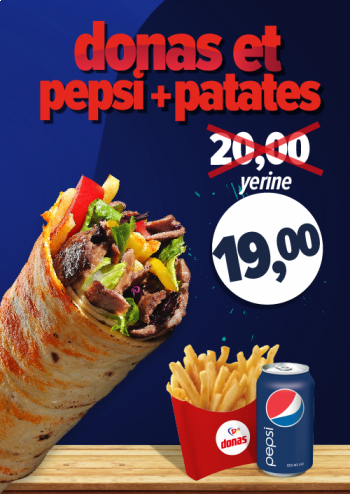 donas et
pepsi+patates
20,00
yerine
19,00
donas
pepsi